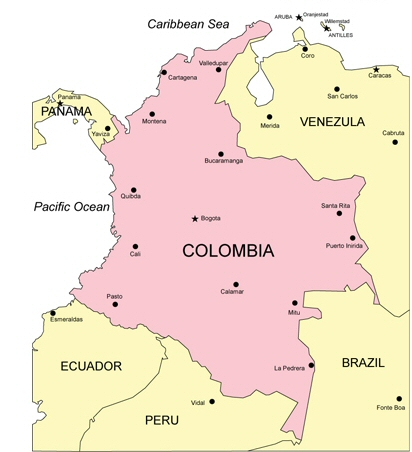 Caribbean Sea
ARUBA
Oranjestad
Willemstad
ANTILLES
Coro
Valledupar
Cartagena
Caracas
San Carlos
Panama
PANAMA
Montena
Merida
VENEZUELA
Yaviza
Cabruta
Bucaramanga
Quibda
Santa Rita
Pacific Ocean
Bogota
Puerto Inirida
Cali
COLOMBIA
Calamar
Pasto
Mitu
Esmeraldas
ECUADOR
La Pedrera
BRAZIL
Vidal
Fonte Boa
PERU